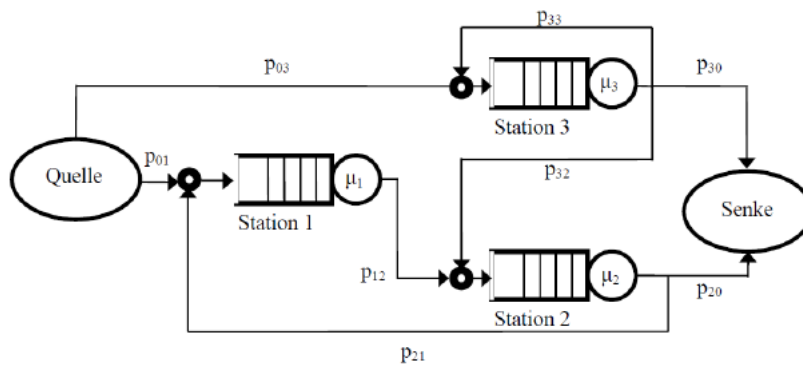 p33
p03
p30
μ3
Station 3
p01
Quelle
μ1
p32
Station 1
Senke
p12
μ2
p20
Station 2
p21